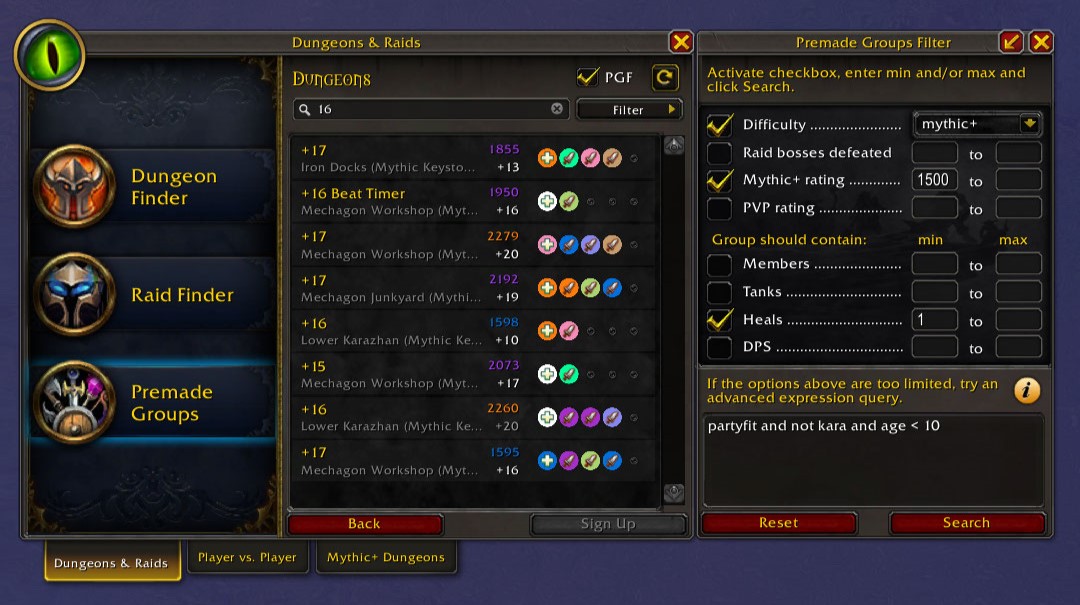 Dungeons & Raids
Premade Groups Filter
Dungeon
Finder
Raid Finder
Premade
Groups
Dungeons
PGF
16
Filter
+17 1855
Iron Docks (Mythic Keysto... +13
+16 Beat Timer 1950
Mechagon Workshop (Myt... +16
+17 2279
Mechagon Workshop (Myt... +20
+17 2192
Mechagon Junkyard (Mythi... +19
+16 1598
Lower Karazhan (Mythic Ke... +10
+15 2073
Mechagon Workshop (Myt... +17
+16 2260
Lower Karazhan (Mythic Ke... +20
+17 1595
Mechagon Workshop (Myt... +16
Back
Sign Up
Activate checkbox, enter min and/or max and
click Search.
Difficulty ...................... mythic+
Raid bosses defeated to
Mythic+ rating ............ 1500 to
PVP rating .................. to
Group should contain: min max
Members .................... to
Tanks .......................... to
Heals .......................... 1 to
DPS ............................ to
If the options above are too limited, try an
advanced expression query.
i
partyfit and not kara and age < 10
Reset
Search
Dungeons & Raids
Player vs. Player
Mythic+ Dungeons